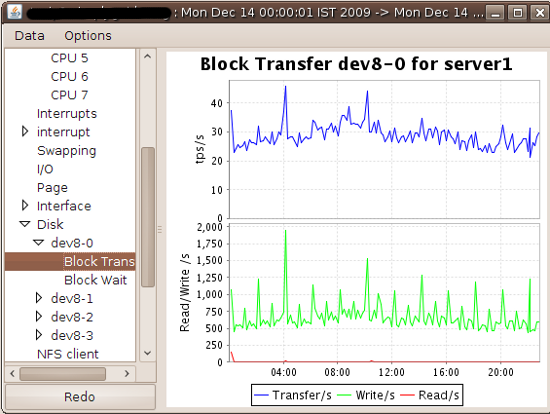 : Mon Dec 14 00:00:01 IST 2009 -> Mon Dec 14 ...
Data Options
CPU 5
CPU 6
CPU 7
Interrupts
interrupt
Swapping
I/O
Page
Interface
Disk
dev8-0
Block Trans
Block Wait
dev8-1
dev8-2
dev8-3
NFS client
Redo
Block Transfer dev8-0 for server1
tps/s
40
30
20
10
0
Read/Write /s
2,000
1,750
1,500
1,250
1,000
750
500
250
0
04:00 08:00 12:00 16:00 20:00
Transfer/s Write/s Read/s